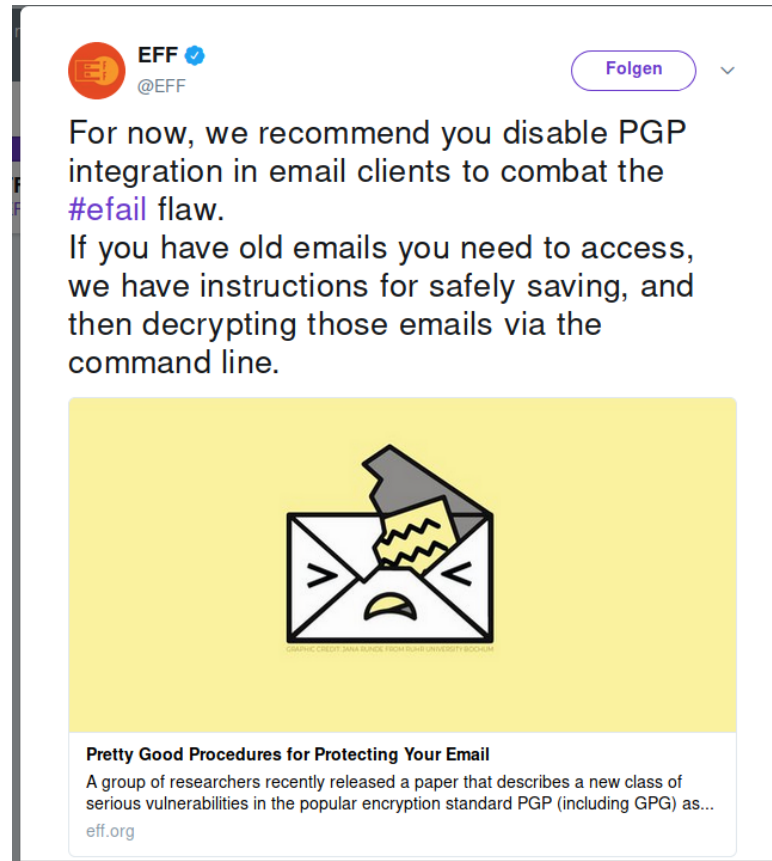 EFF
@EFF
Folgen
For now, we recommend you disable PGP
integration in email clients to combat the
#efail flaw.
If you have old emails you need to access,
we have instructions for safely saving, and
then decrypting those emails via the
command line.
GRAPHIC CREDIT: JANA RUNDE FROM RUHR UNIVERSITY BOCHUM
Pretty Good Procedures for Protecting Your Email
A group of researchers recently released a paper that describes a new class of
serious vulnerabilities in the popular encryption standard PGP (including GPG) as...
eff.org